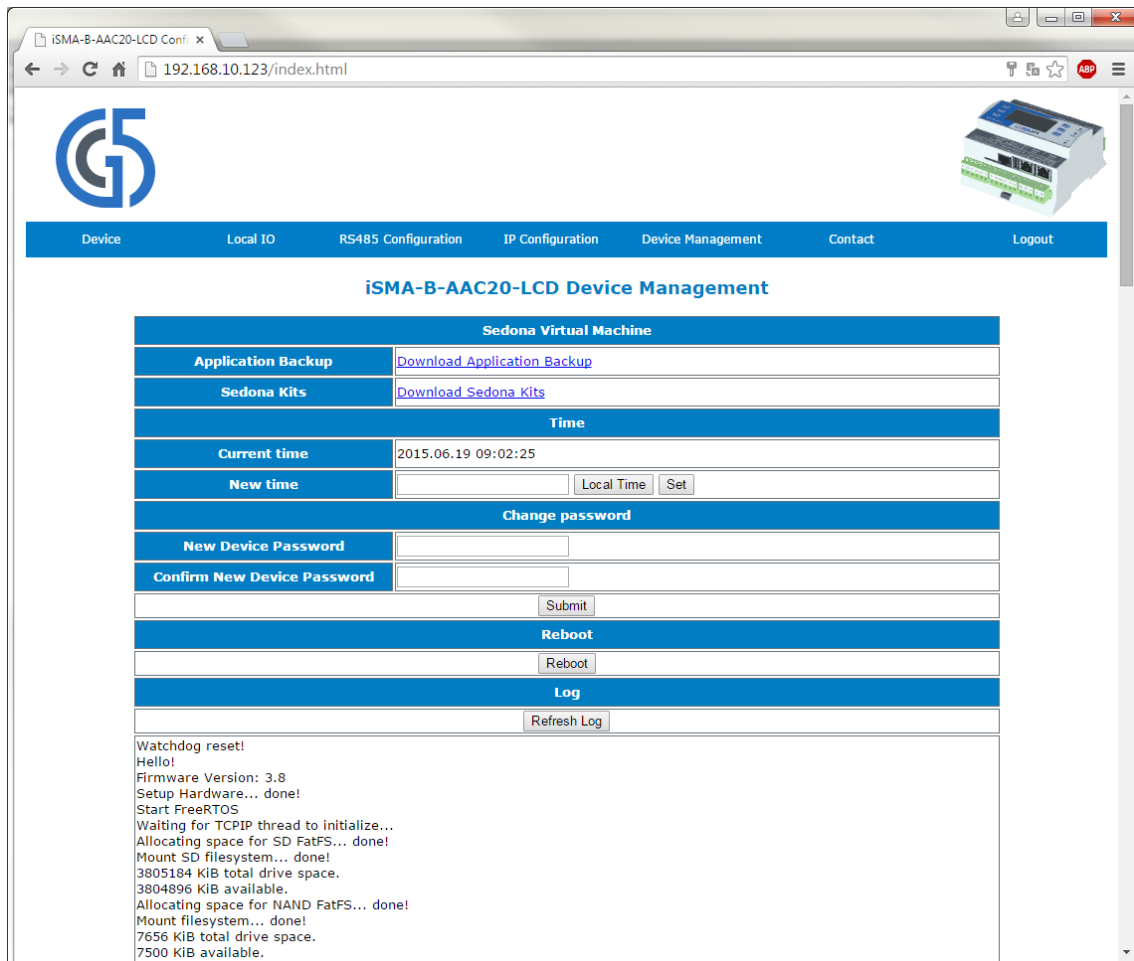 iSMA-B-AAC20-LCD Confi
192.168.10.123/index.html
ABP
Device Local IO RS485 Configuration IP Configuration Device Management Contact Logout
iSMA-B-AAC20-LCD Device Management
Sedona Virtual Machine
Application Backup Download Application Backup
Sedona Kits Download Sedona Kits
Time
Current time 2015.06.19 09:02:25
New time Local Time Set
Change password
New Device Password
Confirm New Device Password
Submit
Reboot
Reboot
Log
Refresh Log
Watchdog reset!
Hello!
Firmware Version: 3.8
Setup Hardware... done!
Start FreeRTOS
Waiting for TCPIP thread to initialize...
Allocating space for SD FatFS... done!
Mount SD filesystem... done!
3805184 KiB total drive space.
3804896 KiB available.
Allocating space for NAND FatFS... done!
Mount filesystem... done!
7656 KiB total drive space.
7500 KiB available.